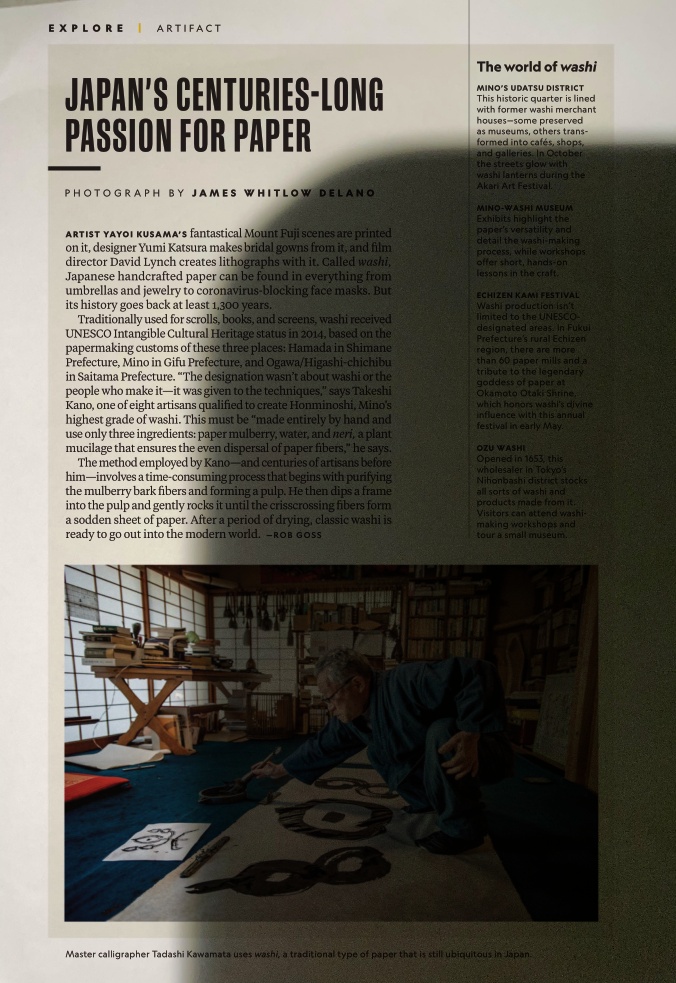 EXPLORE | ARTIFACT
JAPAN'S CENTURIES-LONG
PASSION FOR PAPER
PHOTOGRAPH BY JAMES WHITLOW DELANO
ARTIST YAYOI KUSAMA'S fantastical Mount Fuji scenes are printed
on it, designer Yumi Katsura makes bridal gowns from it, and film
director David Lynch creates lithographs with it. Called washi,
Japanese handcrafted paper can be found in everything from
umbrellas and jewelry to coronavirus-blocking face masks. But
its history goes back at least 1,300 years.
Traditionally used for scrolls, books, and screens, washi received
UNESCO Intangible Cultural Heritage status in 2014, based on the
papermaking customs of these three places: Hamada in Shimane
Prefecture, Mino in Gifu Prefecture, and Ogawa/Higashi-chichibu
in Saitama Prefecture. “The designation wasn't about washi or the
people who make it—it was given to the techniques,” says Takeshi
Kano, one of eight artisans qualified to create Honminoshi, Mino's
highest grade of washi. This must be “made entirely by hand and
use only three ingredients: paper mulberry, water, and neri, a plant
mucilage that ensures the even dispersal of paper fibers,” he says.
The method employed by Kano—and centuries of artisans before
him—involves a time-consuming process that begins with purifying
the mulberry bark fibers and forming a pulp. He then dips a frame
into the pulp and gently rocks it until the crisscrossing fibers form
a sodden sheet of paper. After a period of drying, classic washi is
ready to go out into the modern world. —ROB GOSS
The world of washi
MINO'S UDATSU DISTRICT
This historic quarter is lined
with former washi merchant
houses—some preserved
as museums, others trans-
formed into cafés, shops,
and galleries. In October
the streets glow with
washi lanterns during the
Akari Art Festival.
MINO-WASHI MUSEUM
Exhibits highlight the
paper's versatility and
detail the washi-making
process, while workshops
offer short, hands-on
lessons in the craft.
ECHIZEN KAMI FESTIVAL
Washi production isn't
limited to the UNESCO-
designated areas. In Fukui
Prefecture's rural Echizen
region, there are more
than 60 paper mills and a
tribute to the legendary
goddess of paper at
Okamoto Otaki Shrine,
which honors washi's divine
influence with this annual
festival in early May.
OZU WASHI
Opened in 1653, this
wholesaler in Tokyo's
Nihonbashi district stocks
all sorts of washi and
products made from it.
Visitors can attend washi-
making workshops and
tour a small museum.
Master calligrapher Tadashi Kawamata uses washi, a traditional type of paper that is still ubiquitous in Japan.